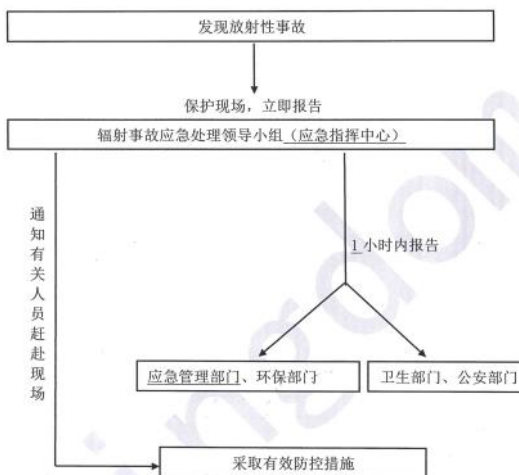 发现放射性事故
保护现场，立即报告
辐射事故应急处理领导小组（应急指挥中心）
通知有关人员赶赴现场
1小时内报告
应急管理部门、环保部门
卫生部门、公安部门
采取有效防控措施
ingdom